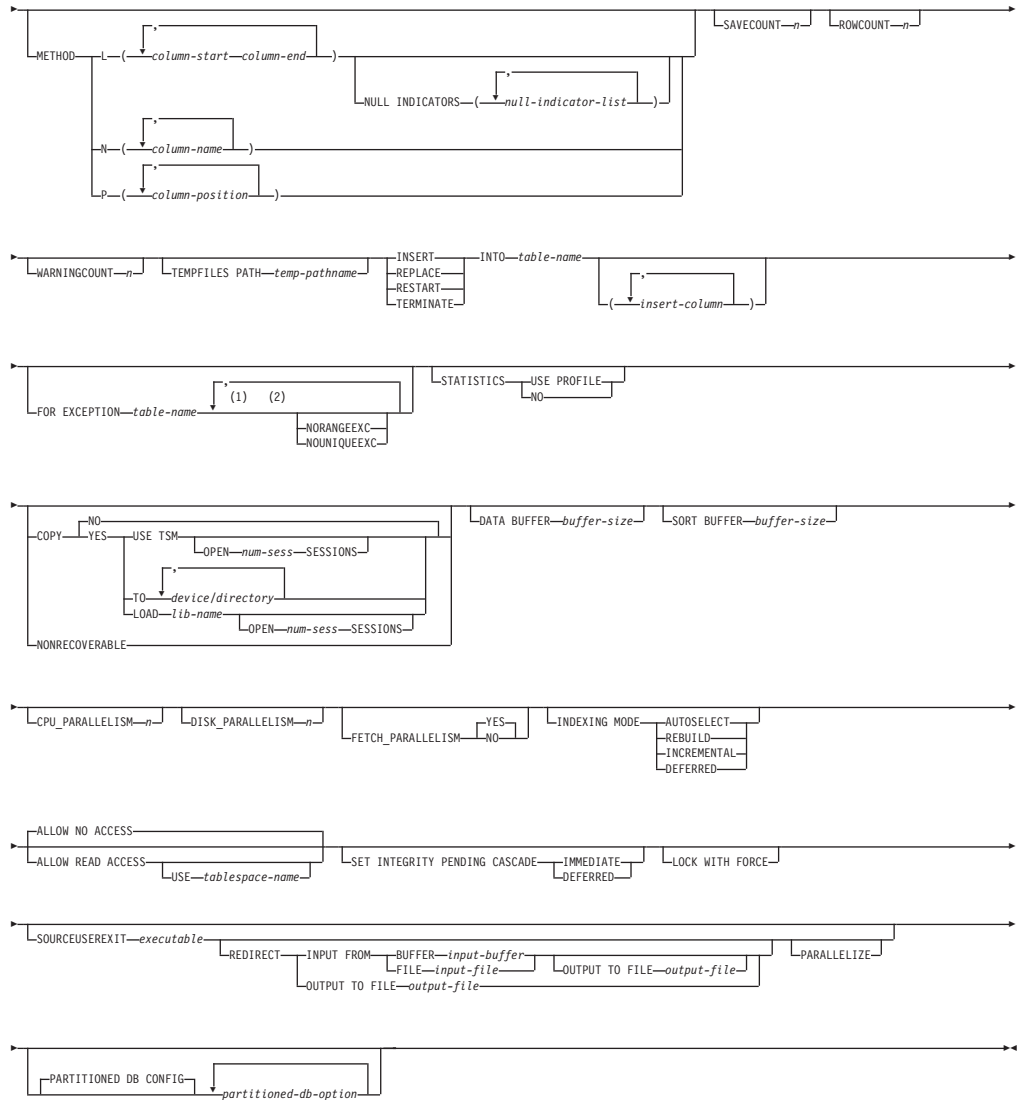 SAVECOUNT n ROWCOUNT n
,
METHOD L ( column-start column-end )
,
NULL INDICATORS ( null-indicator-list )
,
N ( column-name )
,
P ( column-position )
WARNINGCOUNT n TEMPFILES PATH temp-pathname INSERT INTO table-name
REPLACE
RESTART
TERMINATE
,
( insert-column )
,
FOR EXCEPTION table-name (1) (2)
NORANGEEXC
NOUNIQUEEXC
STATISTICS USE PROFILE
NO
NO
COPY YES USE TSM
OPEN num-sess SESSIONS
,
TO device/directory
LOAD lib-name
OPEN num-sess SESSIONS
NONRECOVERABLE
DATA BUFFER buffer-size SORT BUFFER buffer-size
CPU_PARALLELISM n DISK_PARALLELISM n
YES
FETCH_PARALLELISM NO
INDEXING MODE AUTOSELECT
REBUILD
INCREMENTAL
DEFERRED
ALLOW NO ACCESS
ALLOW READ ACCESS
USE tablespace-name
SET INTEGRITY PENDING CASCADE IMMEDIATE
DEFERRED
LOCK WITH FORCE
SOURCEUSEREXIT executable
REDIRECT INPUT FROM BUFFER input-buffer
FILE input-file OUTPUT TO FILE output-file
OUTPUT TO FILE output-file
PARALLELIZE
PARTITIONED DB CONFIG
partitioned-db-option